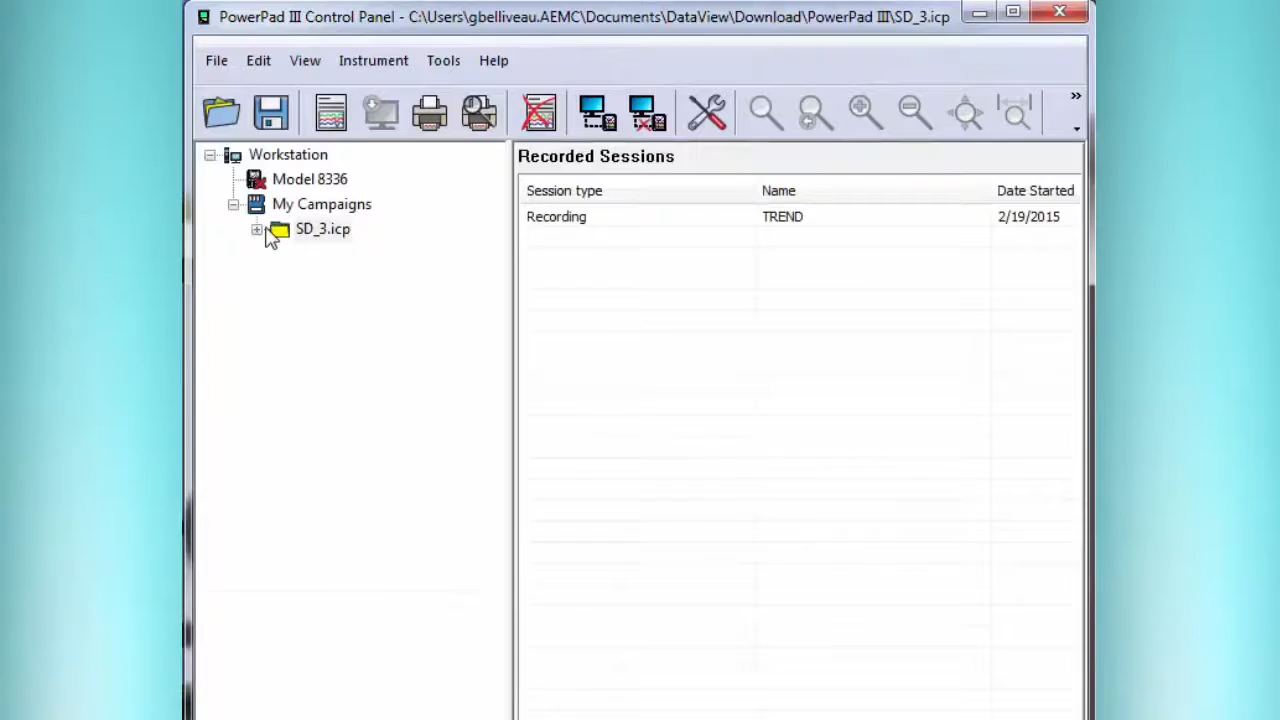 PowerPad III Control Panel - C:\Users\gbelliveau.AEMC\Documents\DataView\Download\PowerPad III\SD_3.icp
File Edit View Instrument Tools Help
Workstation
Model 8336
My Campaigns
SD_3.icp
Recorded Sessions
Session type Name Date Started
Recording TREND 2/19/2015